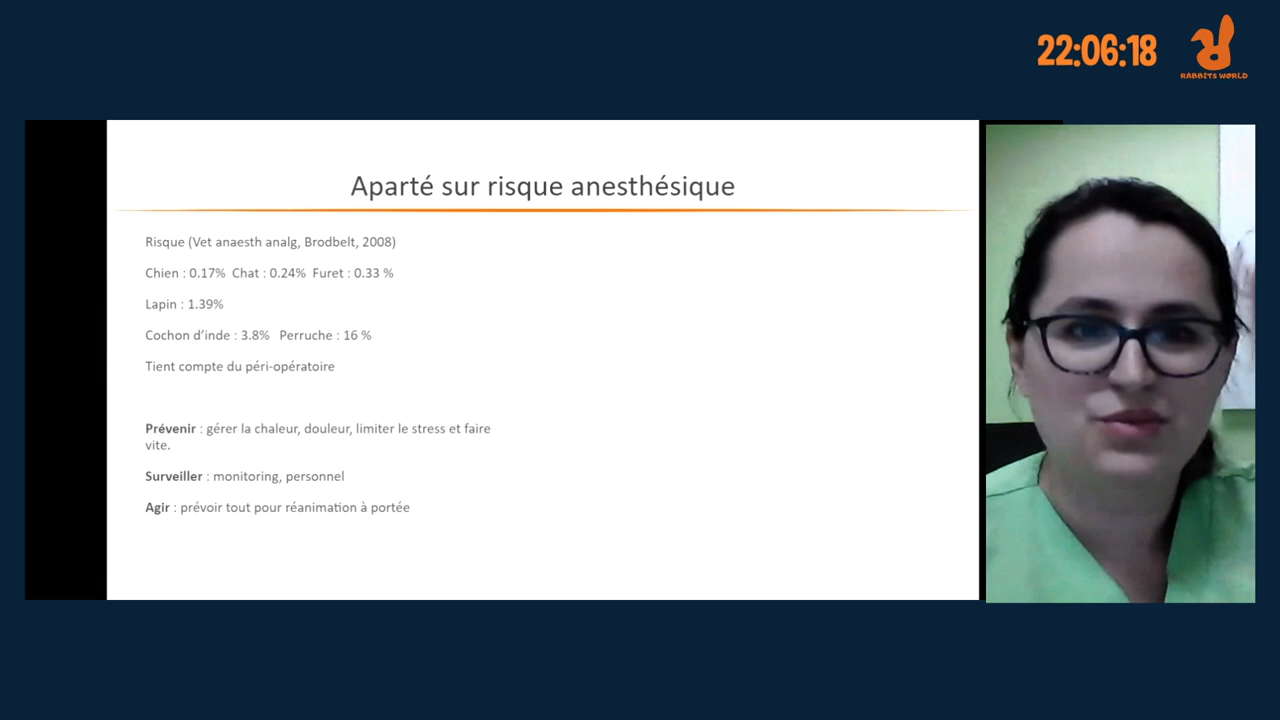 22:06:18
RABBITS WORLD
Aparté sur risque anesthésique
Risque (Vet anaesth analg, Brodbelt, 2008)
Chien : 0.17%  Chat : 0.24%  Furet : 0.33 %
Lapin : 1.39%
Cochon d’inde : 3.8%   Perruche : 16 %
Tient compte du péri-opératoire
Prévenir : gérer la chaleur, douleur, limiter le stress et faire
vite.
Surveiller : monitoring, personnel
Agir : prévoir tout pour réanimation à portée